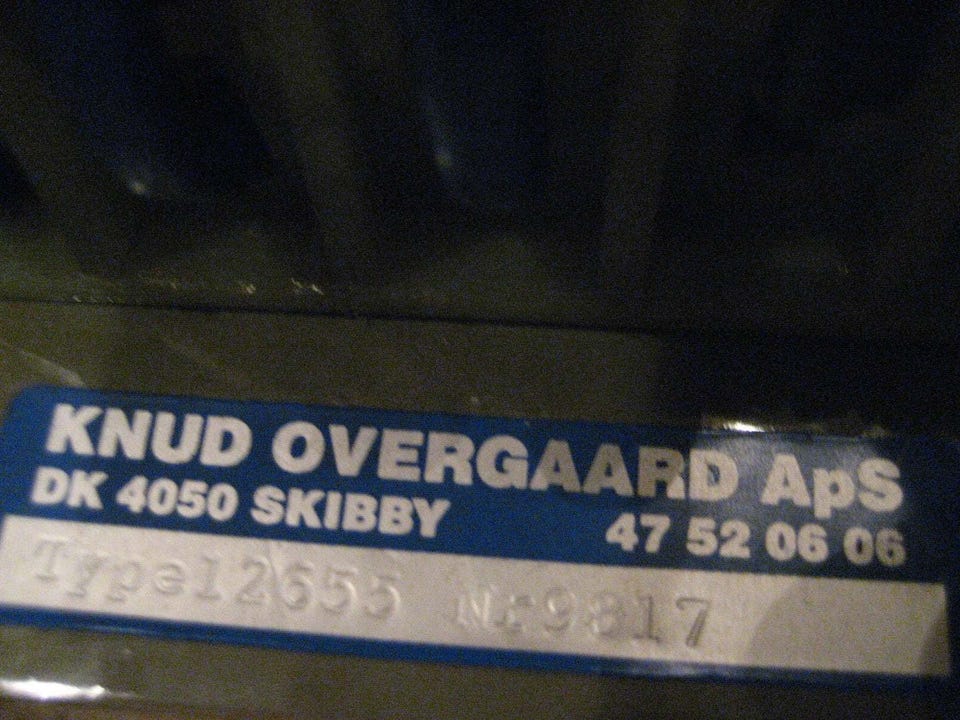 KNUD OVERGAARD ApS
DK 4050 SKIBBY 47 52 06 06
Type12655 Nr9817